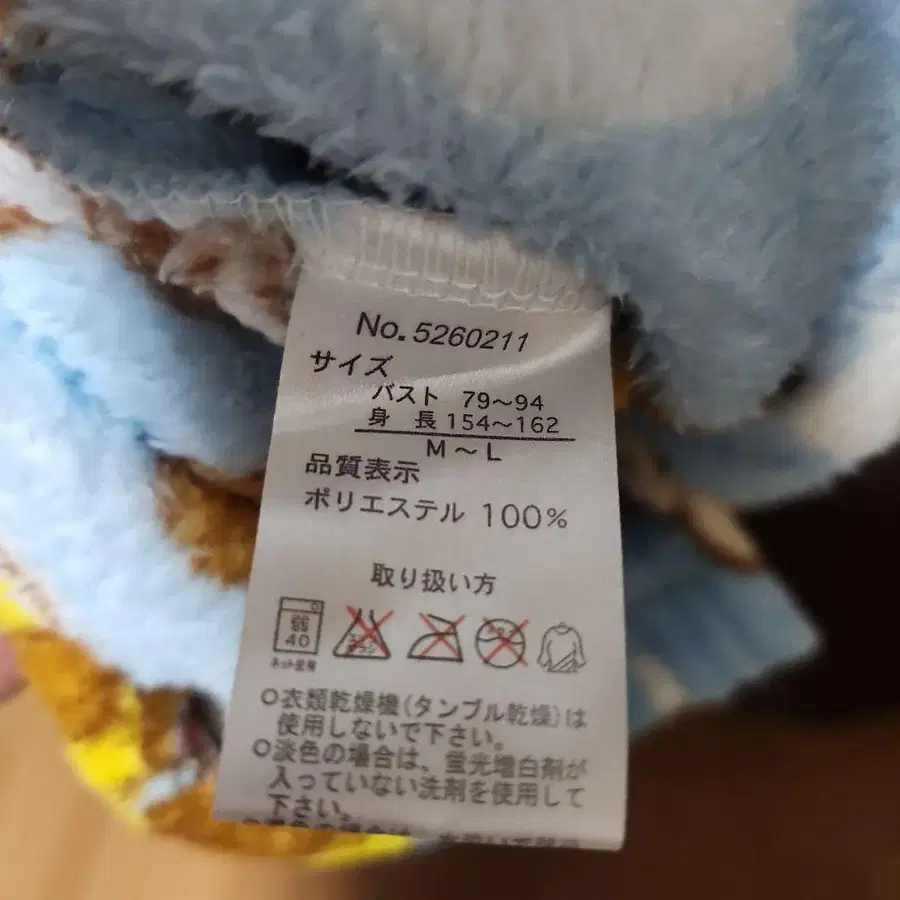 No. 5260211
サイズ
バスト 79〜94
身 長 154〜162
M〜L
品質表示
ポリエステル 100%
取り扱い方
弱
40
ネット使用
○衣類乾燥機(タンブル乾燥)は
使用しないで下さい。
○淡色の場合は、蛍光増白剤が
入っていない洗剤を使用して
下さい。